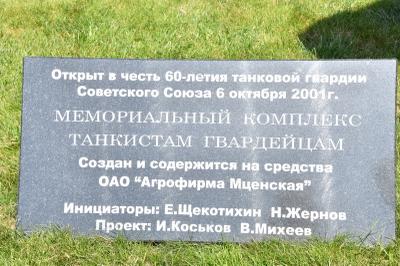 Открыт в честь 60-летия танковой гвардии
Советского Союза 6 октября 2001г.
МЕМОРИАЛЬНЫЙ КОМПЛЕКС
ТАНКИСТАМ ГВАРДЕЙЦАМ
Создан и содержится на средства
ОАО "Агрофирма Мценская"
Инициаторы: Е.Щекотихин Н.Жернов
Проект: И.Коськов В.Михеев